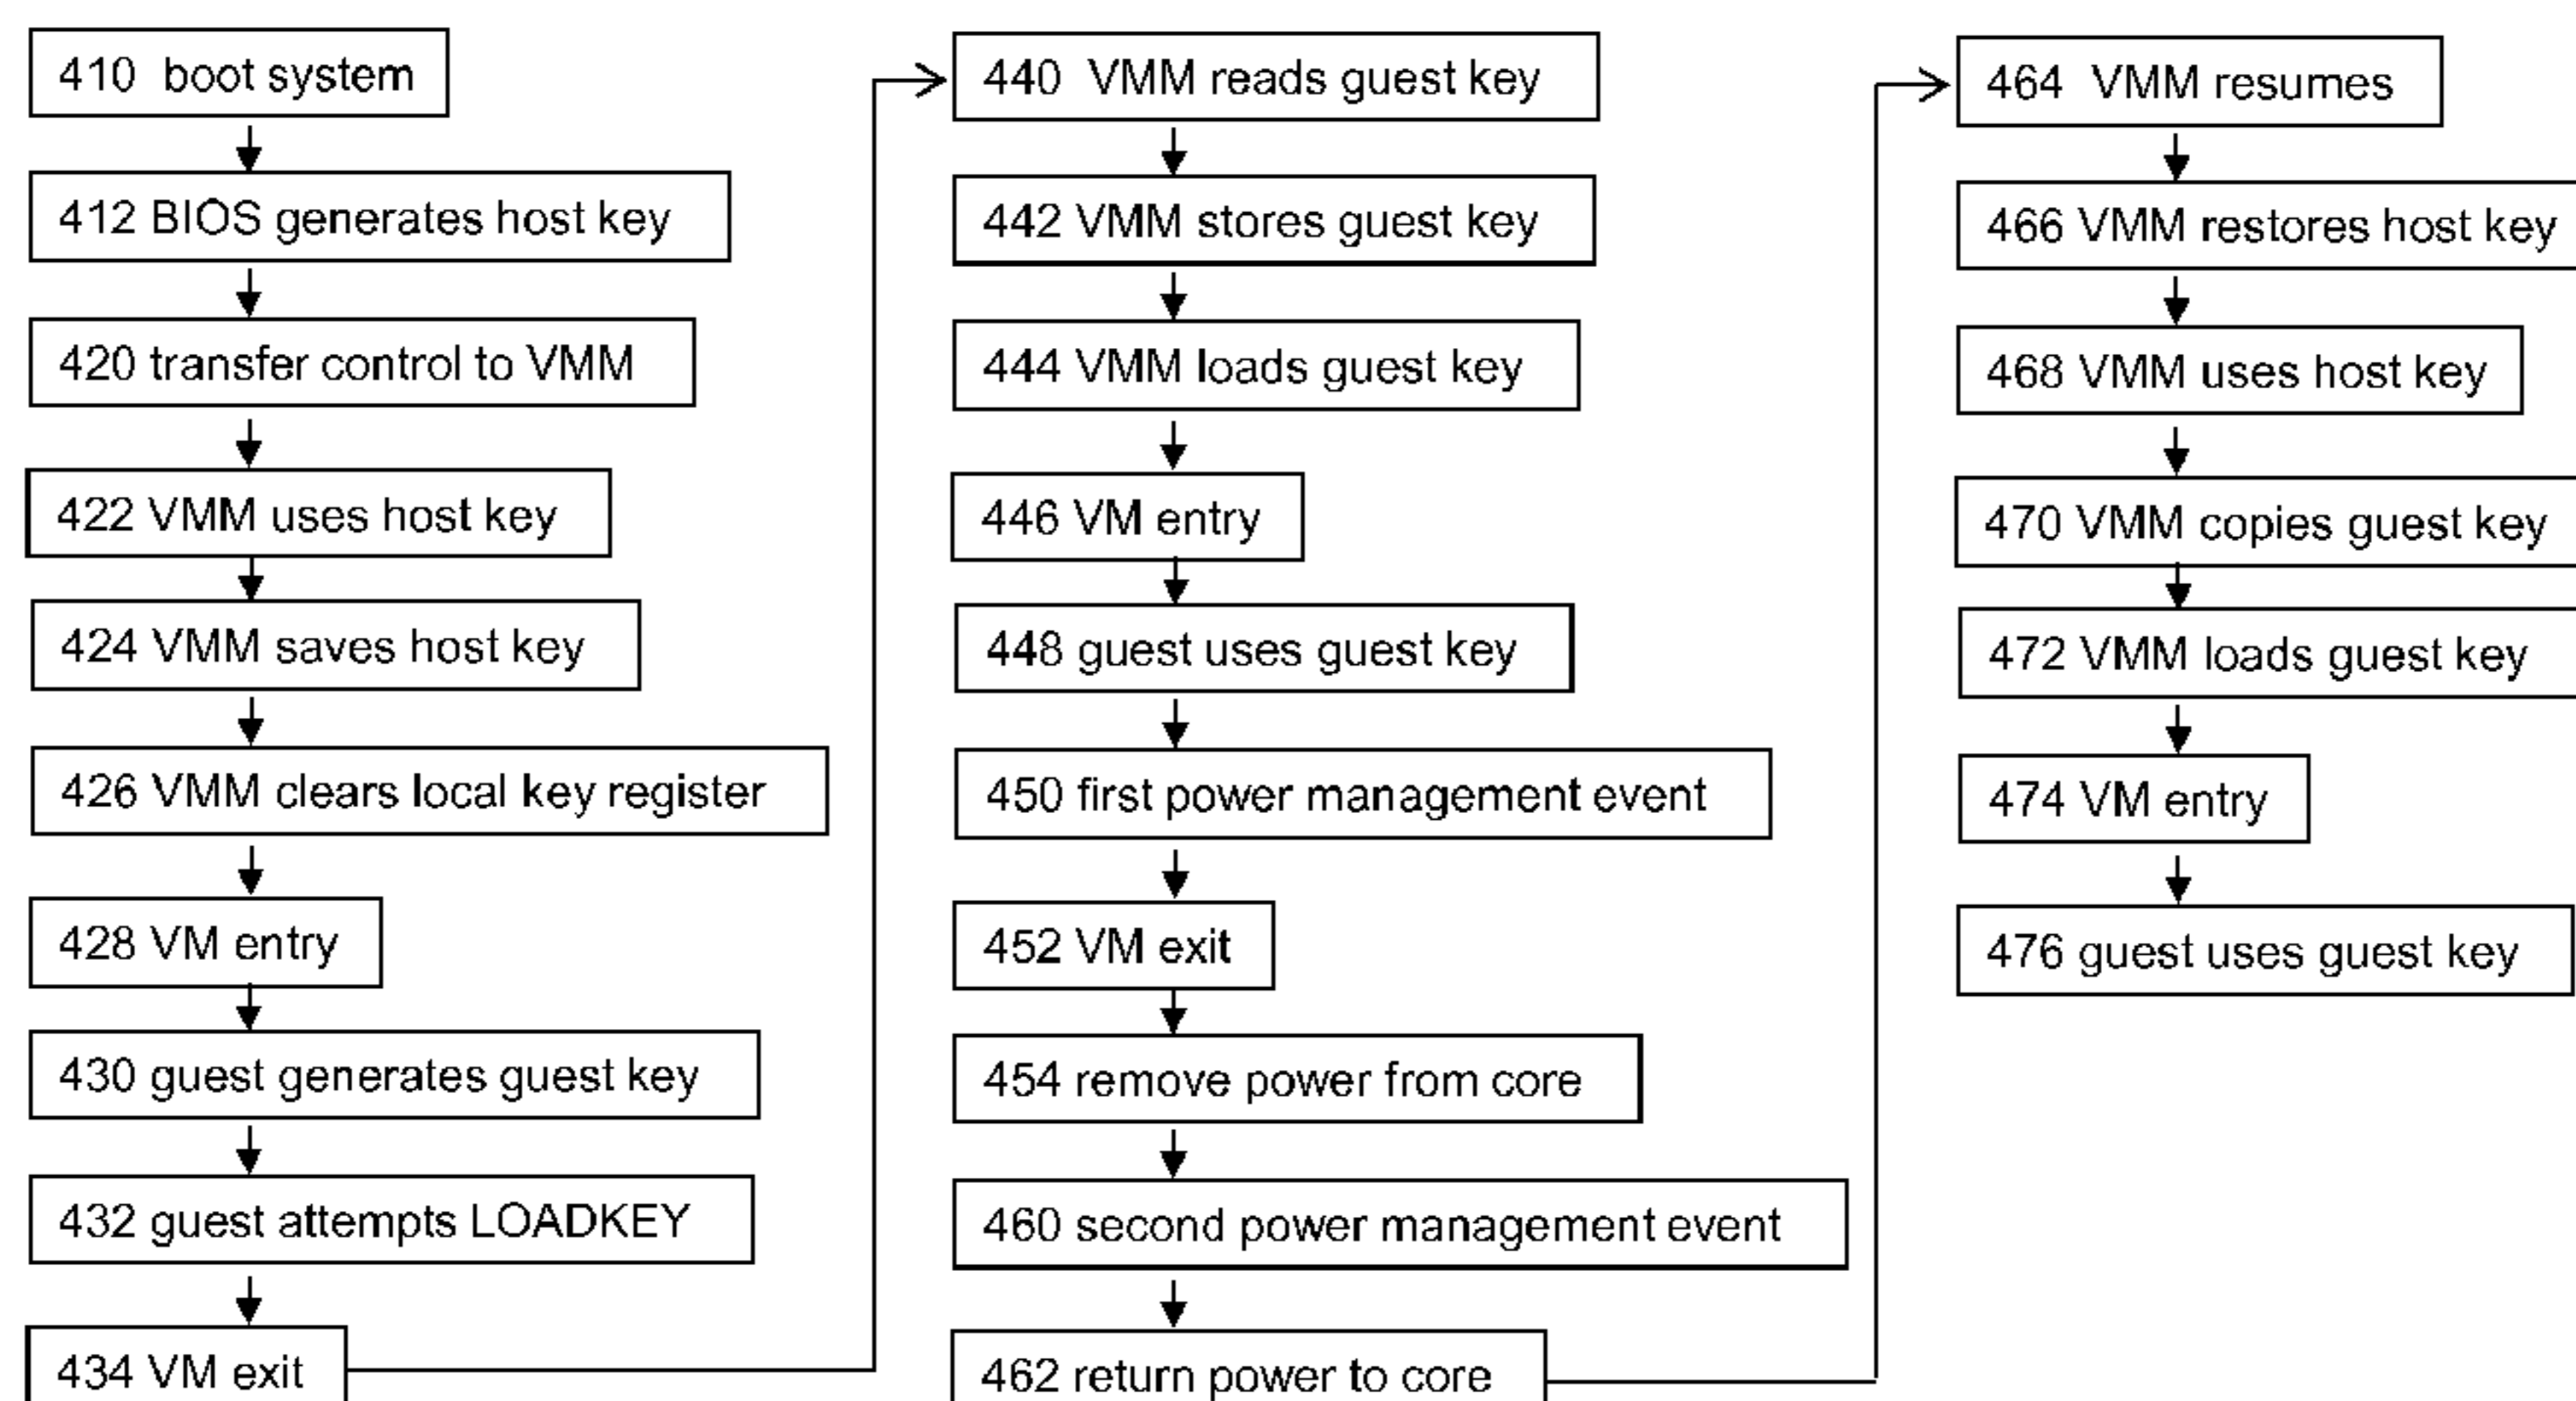 410 boot system
412 BIOS generates host key
420 transfer control to VMM
422 VMM uses host key
424 VMM saves host key
426 VMM clears local key register
428 VM entry
430 guest generates guest key
432 guest attempts LOADKEY
434 VM exit
440 VMM reads guest key
442 VMM stores guest key
444 VMM loads guest key
446 VM entry
448 guest uses guest key
450 first power management event
452 VM exit
454 remove power from core
460 second power management event
462 return power to core
464 VMM resumes
466 VMM restores host key
468 VMM uses host key
470 VMM copies guest key
472 VMM loads guest key
474 VM entry
476 guest uses guest key